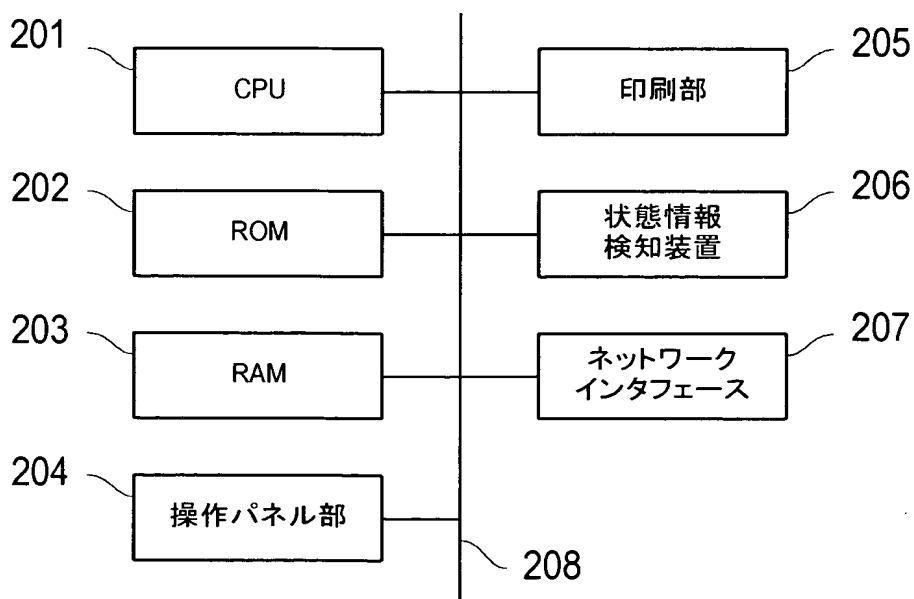 201
CPU
205
印刷部
202
ROM
206
状態情報
検知装置
203
RAM
207
ネットワーク
インタフェース
204
操作パネル部
208